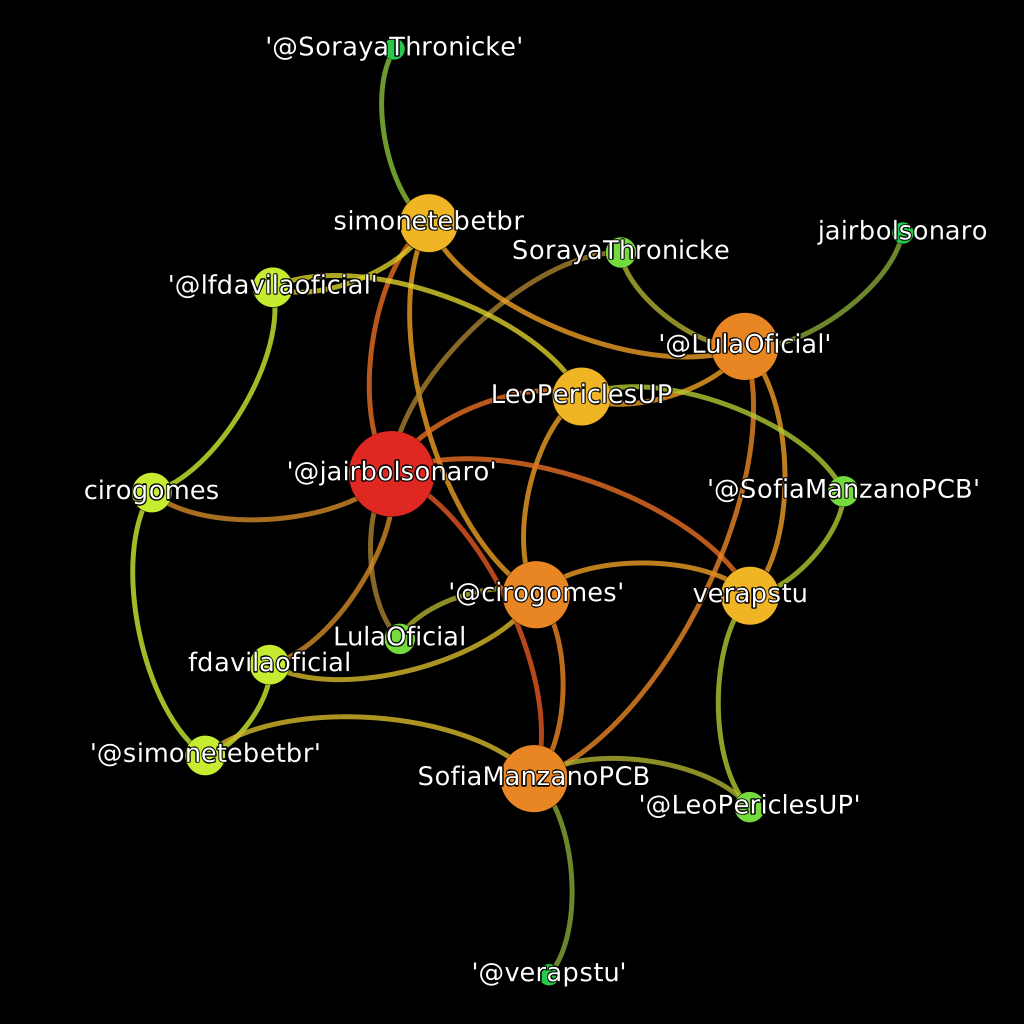 '@SorayaThronicke'
simonetebetbr
jairbolsonaro
SorayaThronicke
'@lfdavilaoficial'
'@LulaOficial'
LeoPericlesUP
'@jairbolsonaro'
cirogomes
'@SofiaManzanoPCB'
'@cirogomes'
verapstu
LulaOficial
fdavilaoficial
'@simonetebetbr'
SofiaManzanoPCB
'@LeoPericlesUP'
'@verapstu'